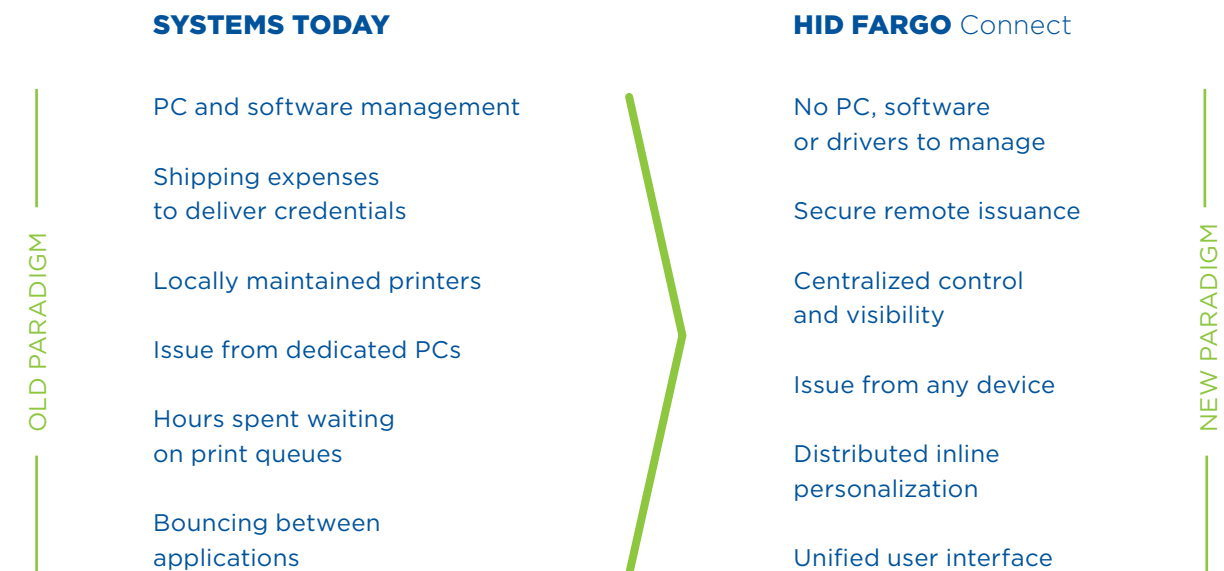 SYSTEMS TODAY
PC and software management
Shipping expenses
to deliver credentials
Locally maintained printers
Issue from dedicated PCs
Hours spent waiting
on print queues
Bouncing between
applications
OLD PARADIGM
HID FARGO Connect
No PC, software
or drivers to manage
Secure remote issuance
Centralized control
and visibility
Issue from any device
Distributed inline
personalization
Unified user interface
NEW PARADIGM